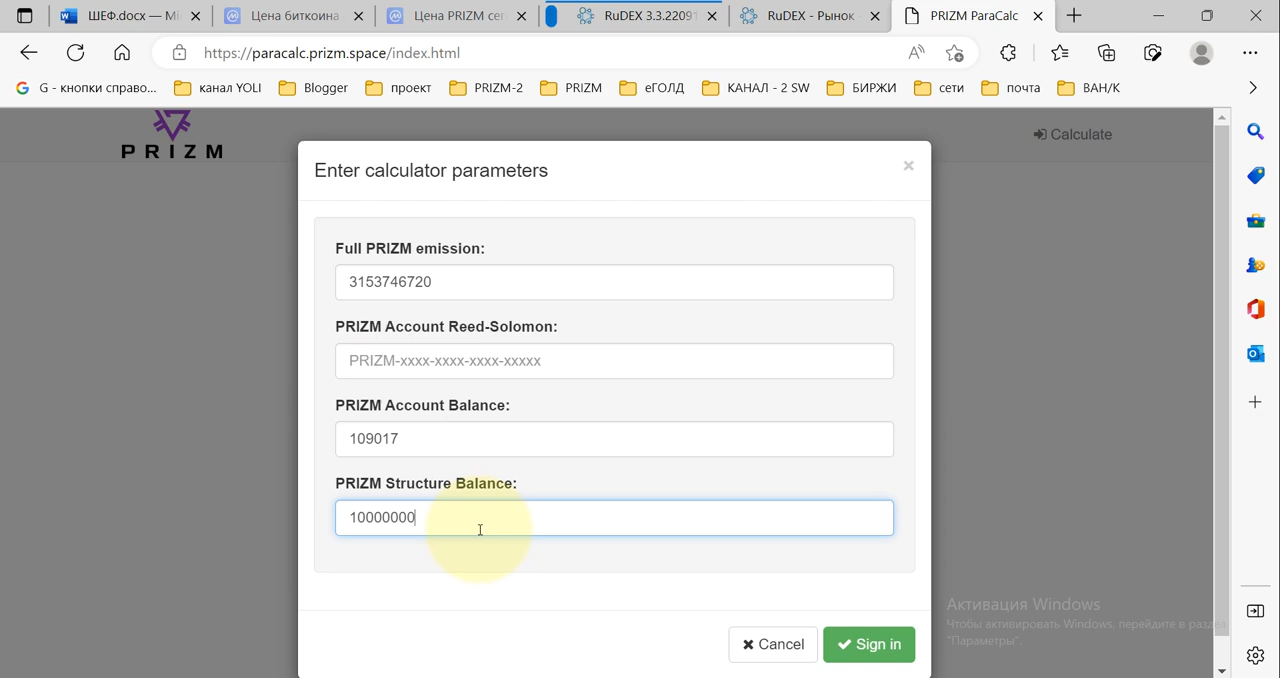 ШЕФ.docx — Mi
Цена биткоина
Цена PRIZM сег
RuDEX 3.3.22091
RuDEX - Рынок
PRIZM ParaCalc
https://paracalc.prizm.space/index.html
G - кнопки справо...
канал YOLI
Blogger
проект
PRIZM-2
PRIZM
еГОЛД
КАНАЛ - 2 SW
БИРЖИ
сети
почта
ВАН/К
PRIZM
Calculate
Enter calculator parameters
Full PRIZM emission:
3153746720
PRIZM Account Reed-Solomon:
PRIZM-xxxx-xxxx-xxxx-xxxxx
PRIZM Account Balance:
109017
PRIZM Structure Balance:
10000000
Cancel
Sign in
Активация Windows
Чтобы активировать Windows, перейдите в раздел
"Параметры".